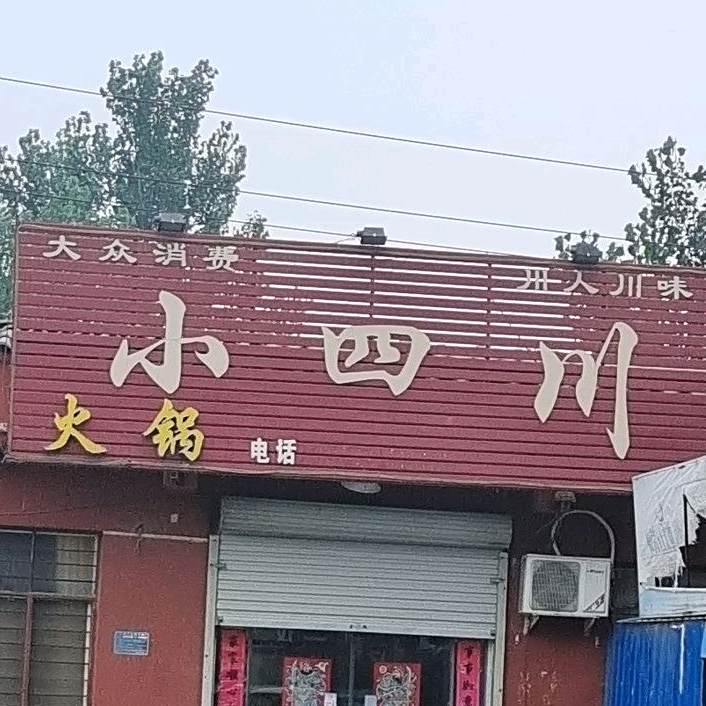 大众消费
川人川味
小四川
火锅
电话